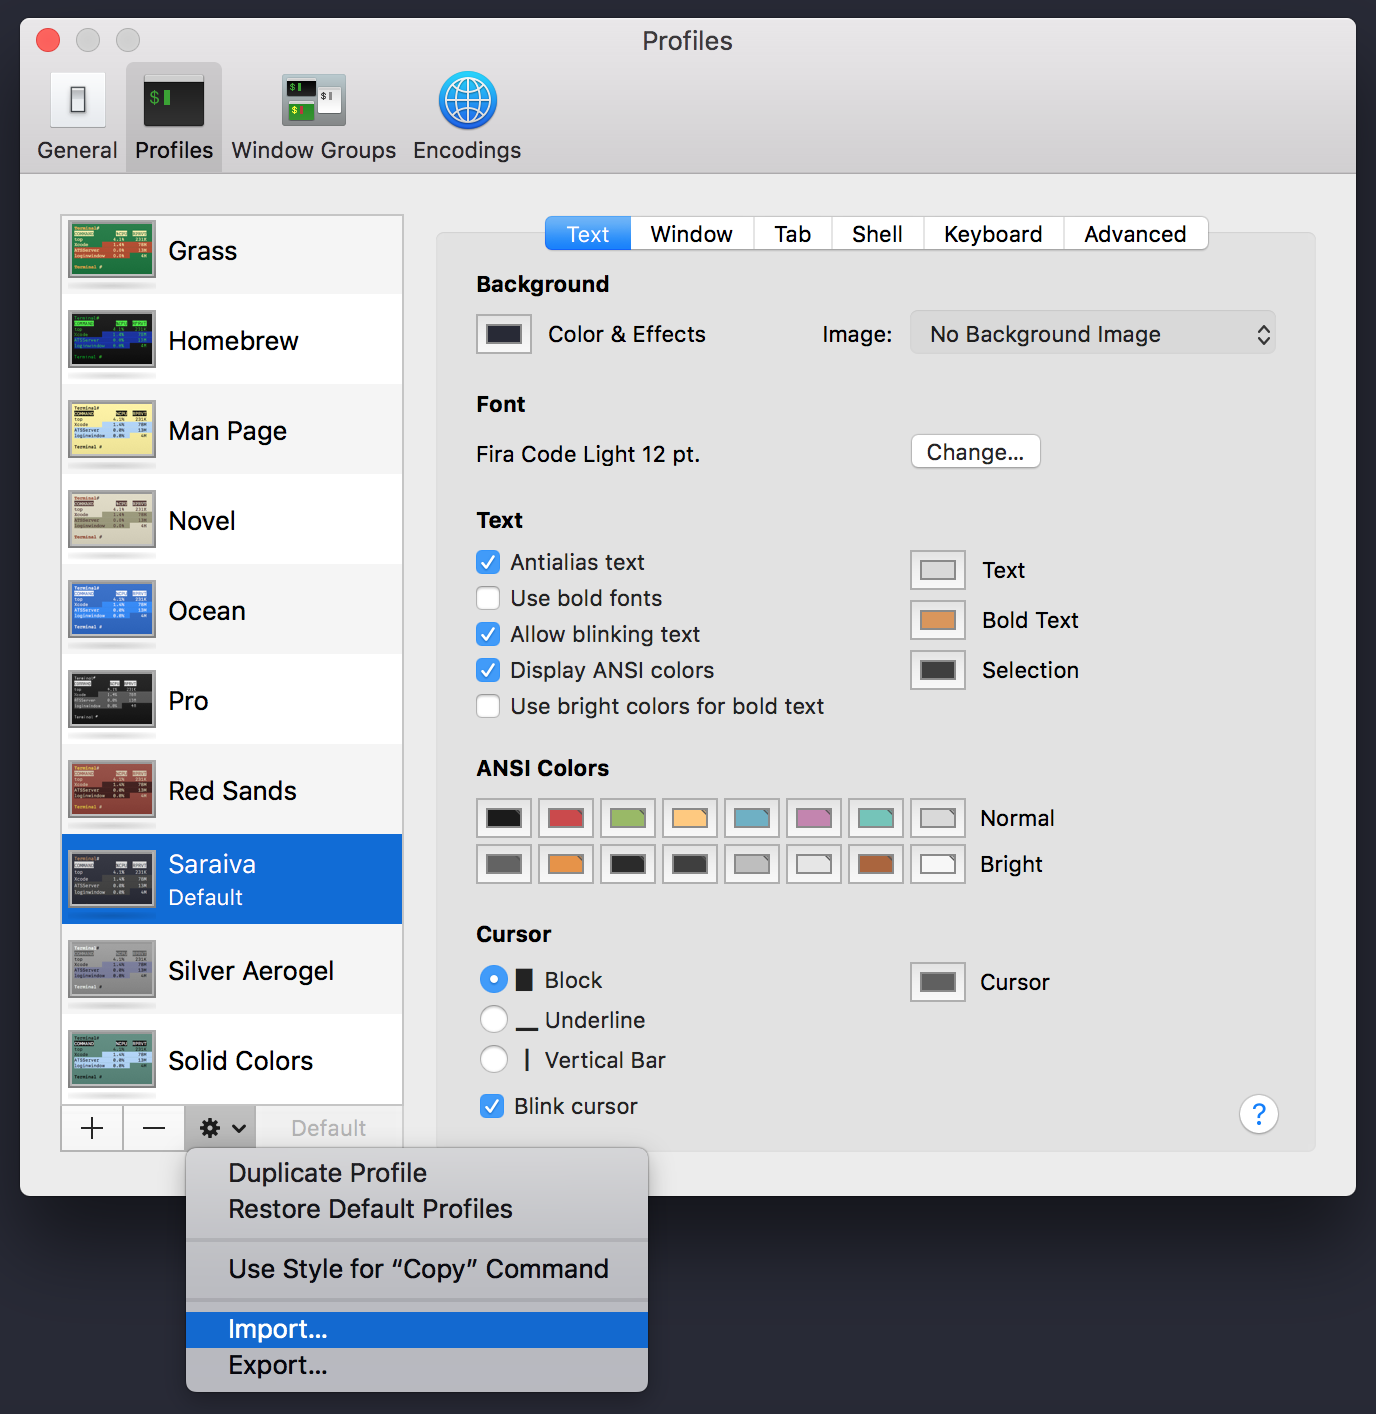 Profiles
General
Profiles
Window Groups
Encodings
Grass
Homebrew
Man Page
Novel
Ocean
Pro
Red Sands
Saraiva
Default
Silver Aerogel
Solid Colors
Default
Text
Window
Tab
Shell
Keyboard
Advanced
Background
Color & Effects
Image:
No Background Image
Font
Fira Code Light 12 pt.
Change...
Text
Antialias text
Use bold fonts
Allow blinking text
Display ANSI colors
Use bright colors for bold text
Text
Bold Text
Selection
ANSI Colors
Normal
Bright
Cursor
Block
Underline
Vertical Bar
Blink cursor
Cursor
?
Duplicate Profile
Restore Default Profiles
Use Style for “Copy” Command
Import...
Export...